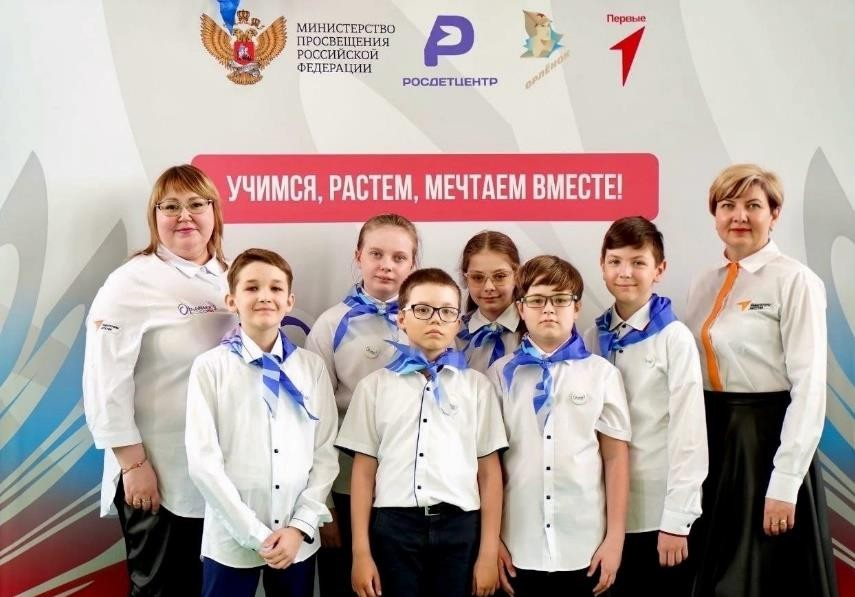 МИНИСТЕРСТВО
ПРОСВЕЩЕНИЯ
РОССИЙСКОЙ
ФЕДЕРАЦИИ
РОСДЕТЦЕНТР
ОРЛЁНОК
Первые
УЧИМСЯ, РАСТЕМ, МЕЧТАЕМ ВМЕСТЕ!